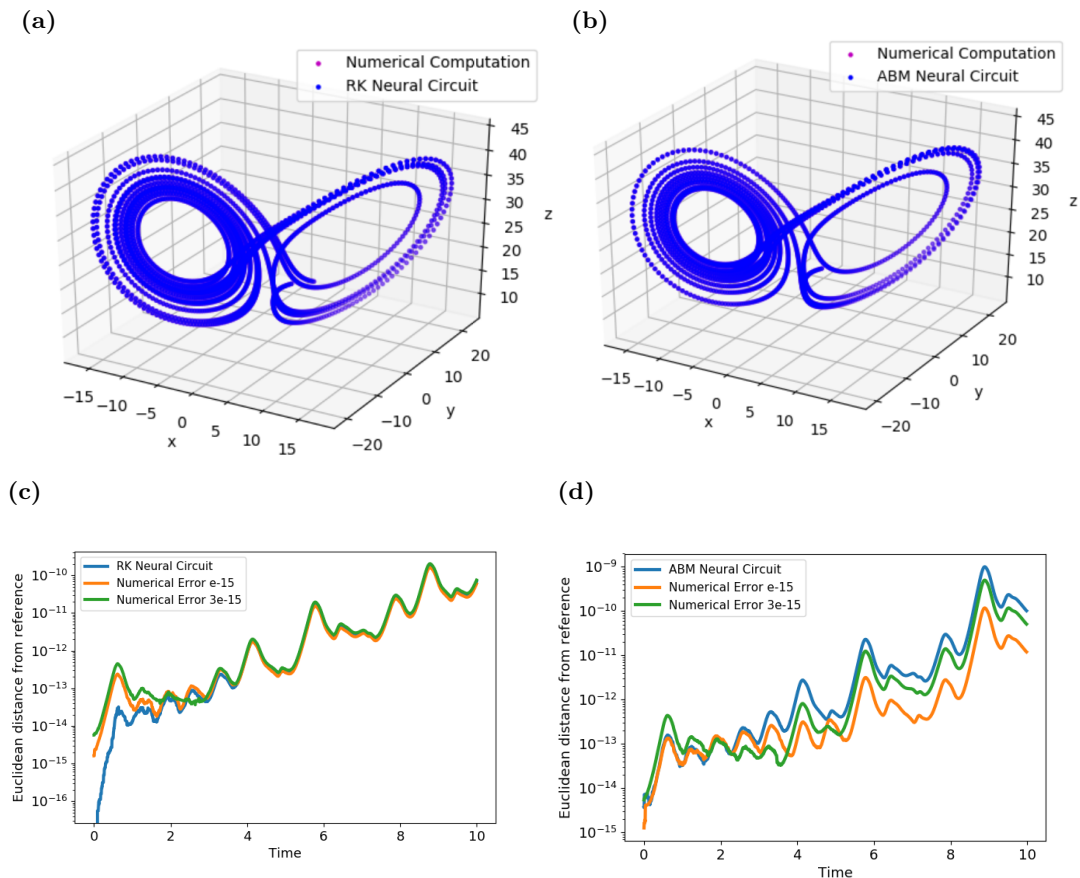 (a)
Numerical Computation
RK Neural Circuit
45
40
35
30
25
20
15
10
z
20
10
0
−10
−20
y
−15
−10
−5
0
5
10
15
x
(b)
Numerical Computation
ABM Neural Circuit
45
40
35
30
25
20
15
10
z
20
10
0
−10
−20
y
−15
−10
−5
0
5
10
15
x
(c)
RK Neural Circuit
Numerical Error e-15
Numerical Error 3e-15
Euclidean distance from reference
10⁻¹⁰
10⁻¹¹
10⁻¹²
10⁻¹³
10⁻¹⁴
10⁻¹⁵
10⁻¹⁶
0 2 4 6 8 10
Time
(d)
ABM Neural Circuit
Numerical Error e-15
Numerical Error 3e-15
Euclidean distance from reference
10⁻⁹
10⁻¹⁰
10⁻¹¹
10⁻¹²
10⁻¹³
10⁻¹⁴
10⁻¹⁵
0 2 4 6 8 10
Time